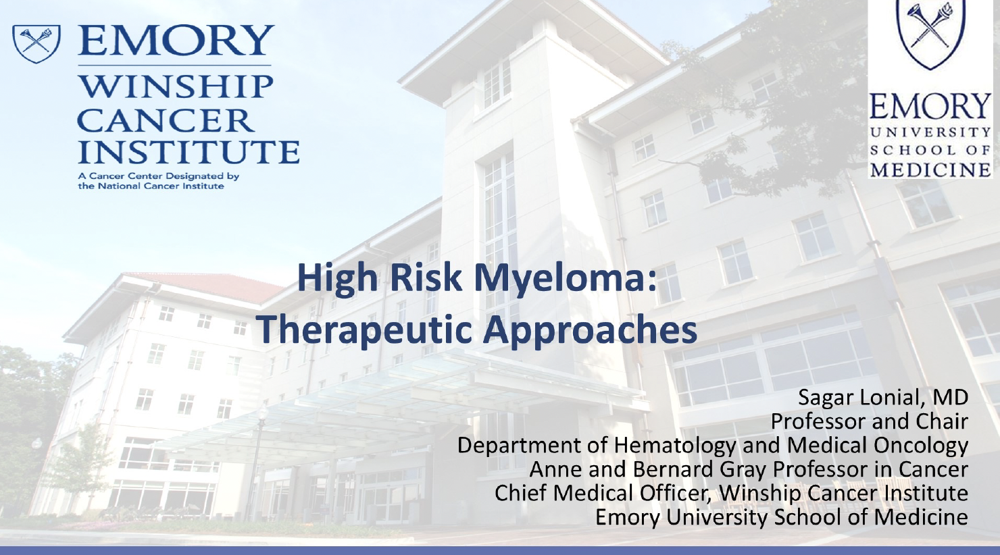 EMORY
WINSHIP
CANCER
INSTITUTE
A Cancer Center Designated by
the National Cancer Institute
EMORY
UNIVERSITY
SCHOOL OF
MEDICINE
High Risk Myeloma:
Therapeutic Approaches
Sagar Lonial, MD
Professor and Chair
Department of Hematology and Medical Oncology
Anne and Bernard Gray Professor in Cancer
Chief Medical Officer, Winship Cancer Institute
Emory University School of Medicine